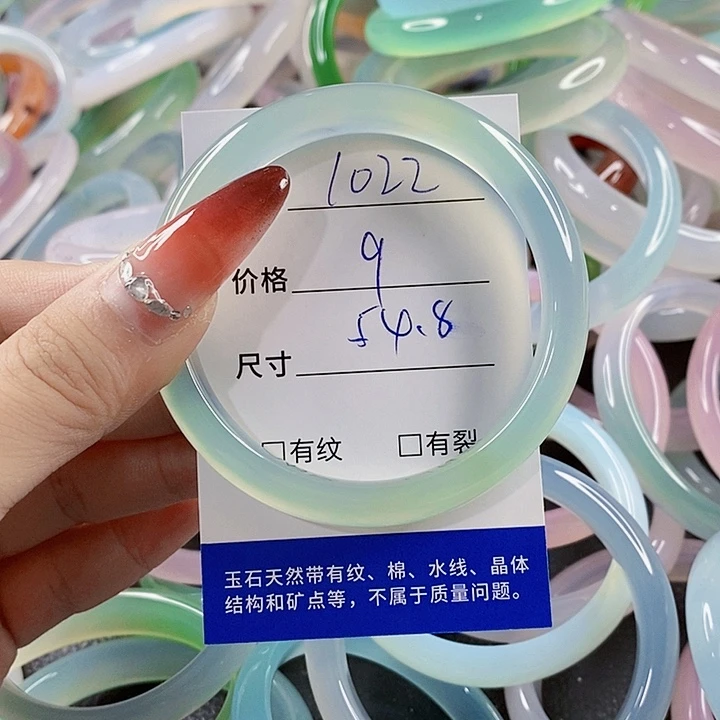 1022
价格 9
尺寸 54.8
□有纹 □有裂
玉石天然带有纹、棉、水线、晶体
结构和矿点等，不属于质量问题。